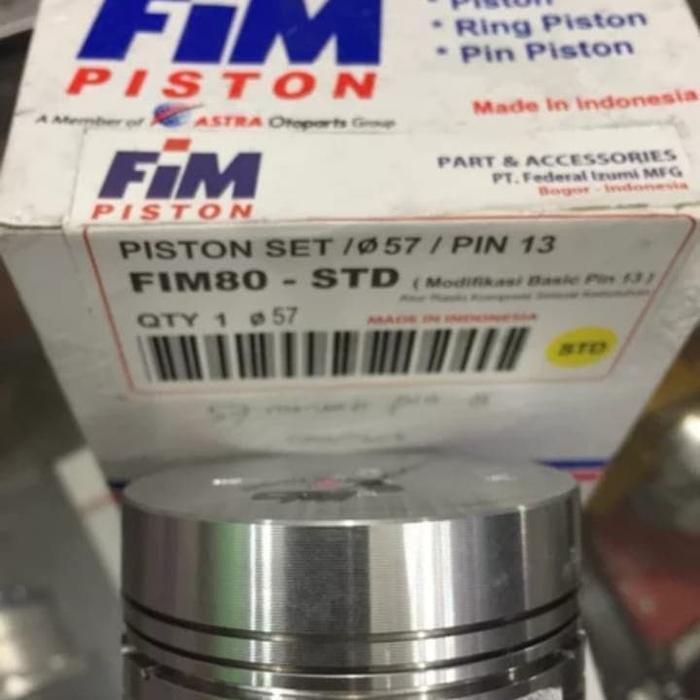 FiM
PISTON
A Member of ASTRA Otoparts Group
* Piston
* Ring Piston
* Pin Piston
Made In Indonesia
FiM
PISTON
PART & ACCESSORIES
PT. Federal Izumi MFG
Bogor - Indonesia
PISTON SET / Ø 57 / PIN 13
FIM80 - STD ( Modifikasi Basic Pin 13 )
QTY 1 ø 57
MADE IN INDONESIA
STD